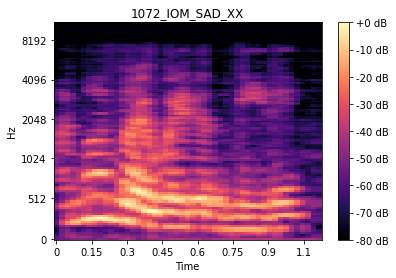 1072_IOM_SAD_XX
+0 dB
8192
-10 dB
4096
-20 dB
-30 dB
2048
Hz
-40 dB
1024
-50 dB
512
-60 dB
-70 dB
0
-80 dB
0 0.15 0.3 0.45 0.6 0.75 0.9 1.1
Time